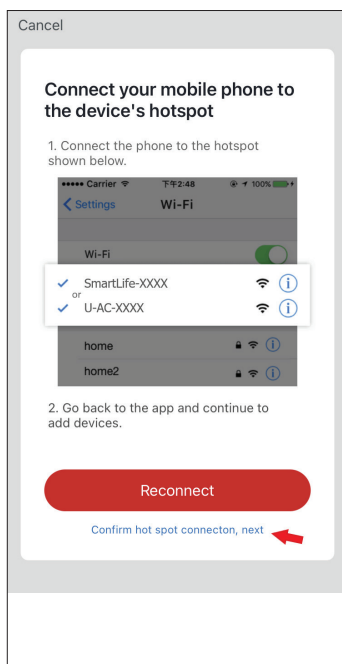 Cancel
Connect your mobile phone to
the device's hotspot
1. Connect the phone to the hotspot
shown below.
Carrier 下午2:48 100%
Settings Wi-Fi
Wi-Fi
SmartLife-XXXX
or
U-AC-XXXX
home
home2
2. Go back to the app and continue to
add devices.
Reconnect
Confirm hot spot connecton, next